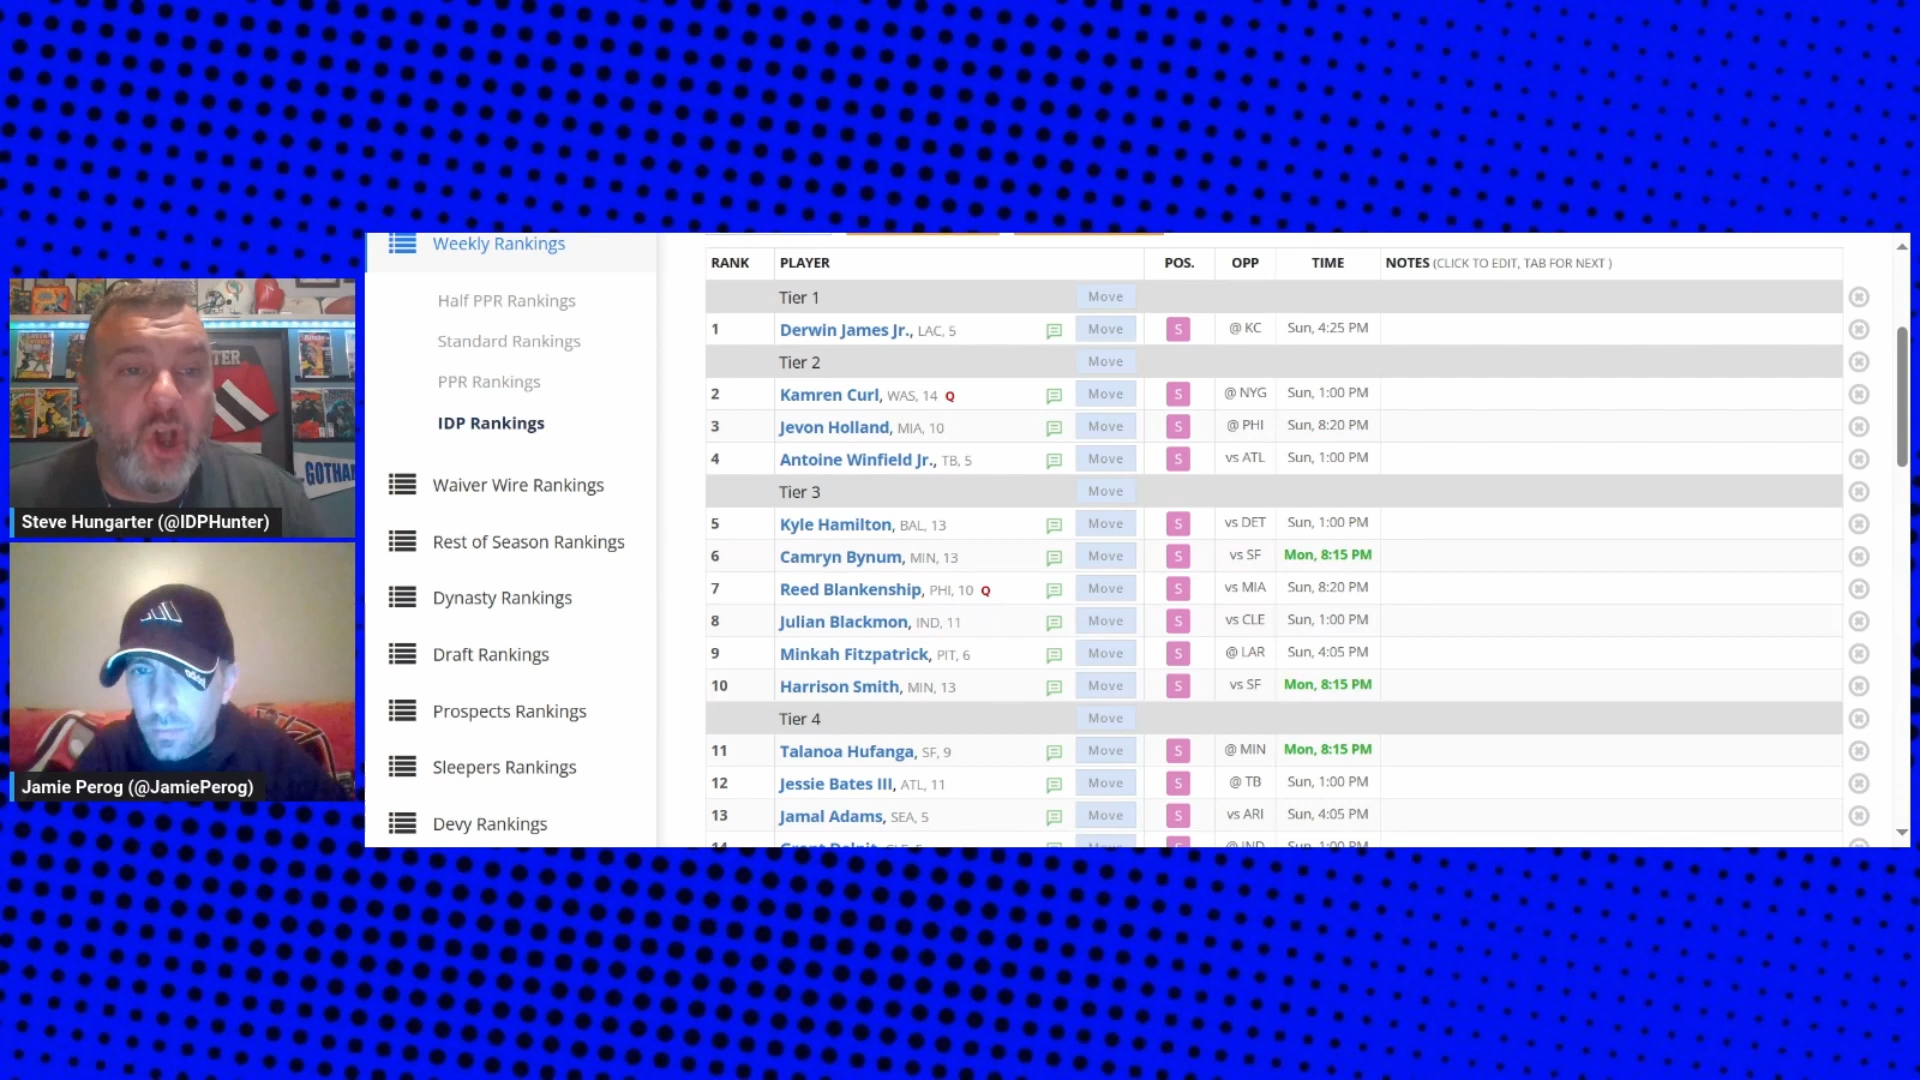 Weekly Rankings
Half PPR Rankings
Standard Rankings
PPR Rankings
IDP Rankings
Waiver Wire Rankings
Rest of Season Rankings
Dynasty Rankings
Draft Rankings
Prospects Rankings
Sleepers Rankings
Devy Rankings
RANK PLAYER POS. OPP TIME NOTES (CLICK TO EDIT, TAB FOR NEXT )
Tier 1 Move
1 Derwin James Jr., LAC, 5 Move S @ KC Sun, 4:25 PM
Tier 2 Move
2 Kamren Curl, WAS, 14 Q Move S @ NYG Sun, 1:00 PM
3 Jevon Holland, MIA, 10 Move S @ PHI Sun, 8:20 PM
4 Antoine Winfield Jr., TB, 5 Move S vs ATL Sun, 1:00 PM
Tier 3 Move
5 Kyle Hamilton, BAL, 13 Move S vs DET Sun, 1:00 PM
6 Camryn Bynum, MIN, 13 Move S vs SF Mon, 8:15 PM
7 Reed Blankenship, PHI, 10 Q Move S vs MIA Sun, 8:20 PM
8 Julian Blackmon, IND, 11 Move S vs CLE Sun, 1:00 PM
9 Minkah Fitzpatrick, PIT, 6 Move S @ LAR Sun, 4:05 PM
10 Harrison Smith, MIN, 13 Move S vs SF Mon, 8:15 PM
Tier 4 Move
11 Talanoa Hufanga, SF, 9 Move S @ MIN Mon, 8:15 PM
12 Jessie Bates III, ATL, 11 Move S @ TB Sun, 1:00 PM
13 Jamal Adams, SEA, 5 Move S vs ARI Sun, 4:05 PM
TER
GOTHAM
Steve Hungarter (@IDPHunter)
adidas
Jamie Perog (@JamiePerog)